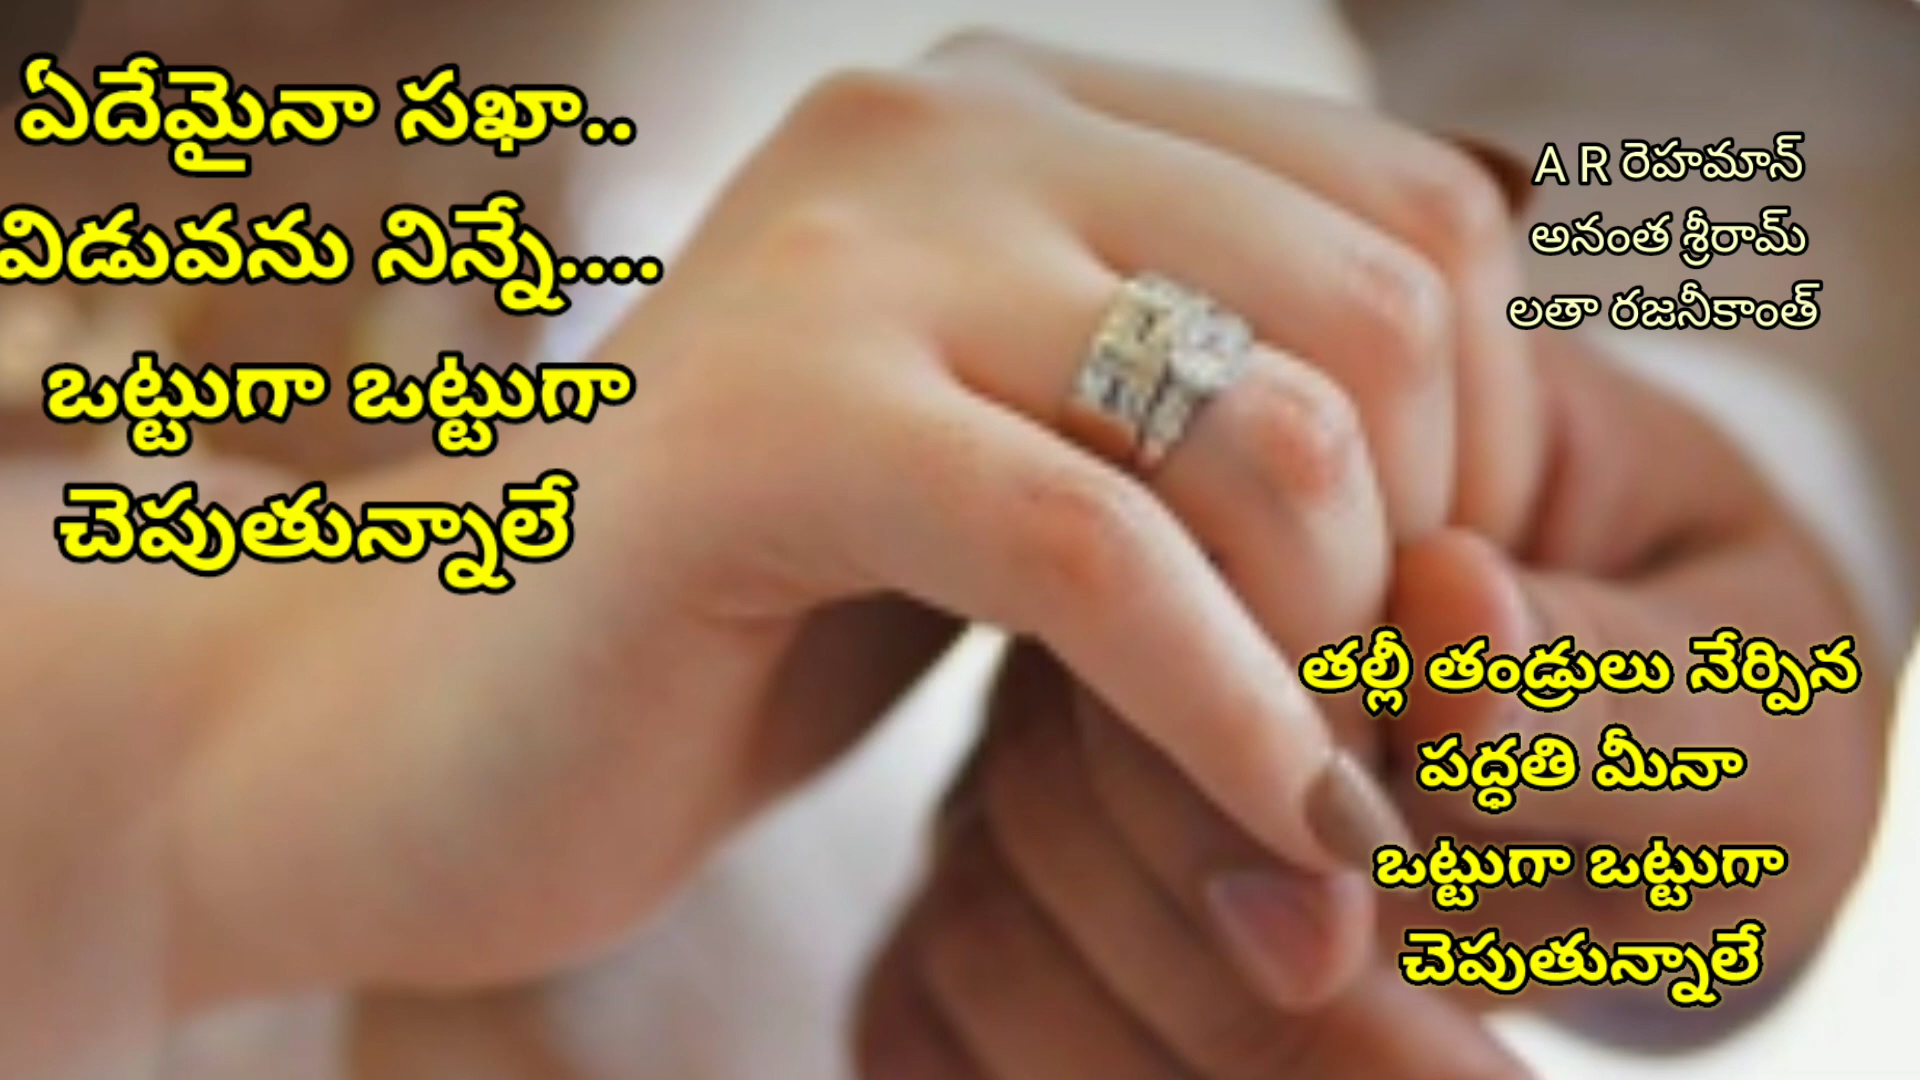 ఏదేమైనా సఖా..
విడువను నిన్నే....
ఒట్టుగా ఒట్టుగా
చెపుతున్నాలే
A R రెహమాన్
అనంత శ్రీరామ్
లతా రజనీకాంత్
తల్లీ తండ్రులు నేర్పిన
పద్ధతి మీనా
ఒట్టుగా ఒట్టుగా
చెపుతున్నాలే